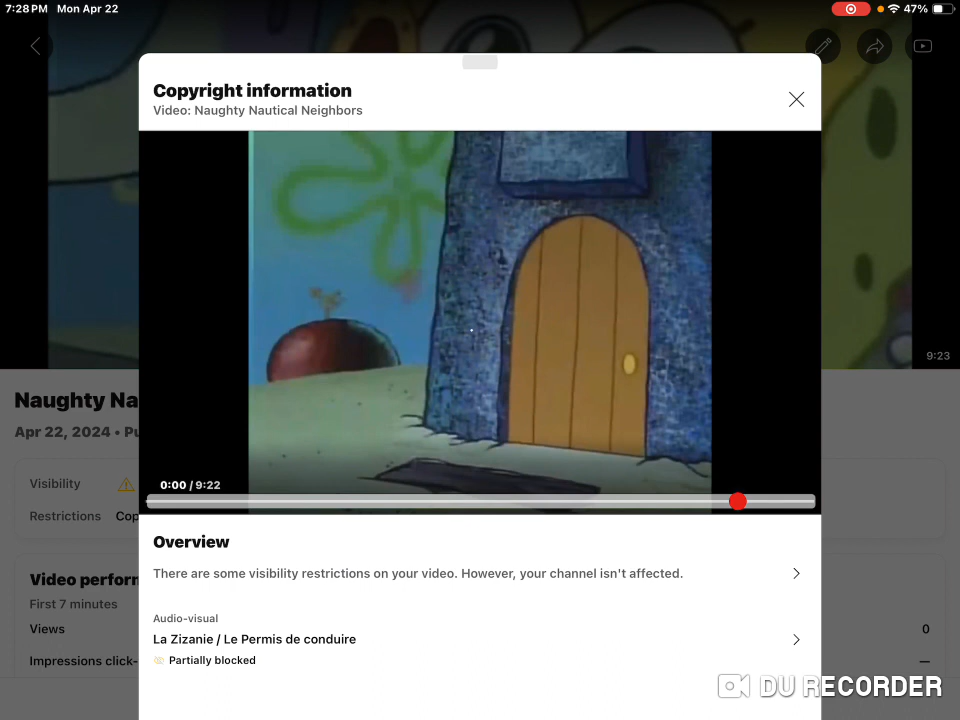 7:28 PM Mon Apr 22
47%
Copyright information
Video: Naughty Nautical Neighbors
9:23
0:00 / 9:22
Naughty Na
Apr 22, 2024 • Pu
Visibility
Restrictions Cop
Overview
There are some visibility restrictions on your video. However, your channel isn't affected.
Video perforn
First 7 minutes
Audio-visual
Views 0
La Zizanie / Le Permis de conduire
Impressions click- —
Partially blocked
DU RECORDER